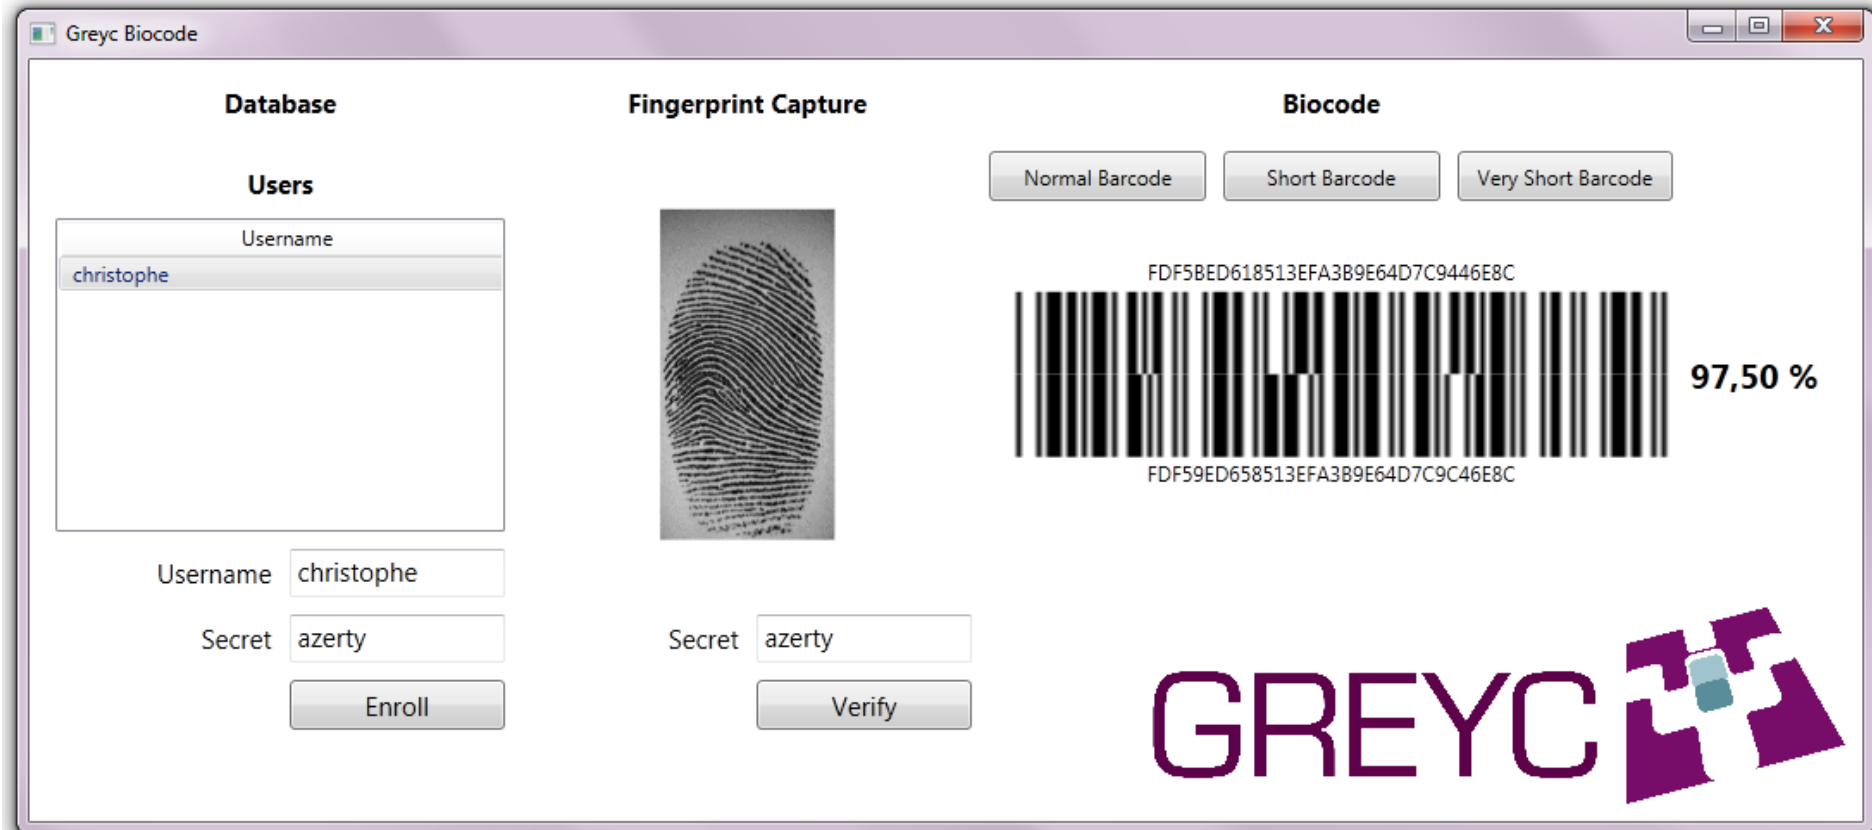 Greyc Biocode
Database
Fingerprint Capture
Biocode
Normal Barcode
Short Barcode
Very Short Barcode
Users
Username
christophe
FDF5BED618513EFA3B9E64D7C9446E8C
97,50 %
FDF59ED658513EFA3B9E64D7C9C46E8C
Username
christophe
Secret
azerty
Secret
azerty
Enroll
Verify
GREYC